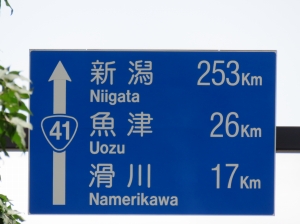 新潟 253Km
Niigata
41
魚津 26Km
Uozu
滑川 17Km
Namerikawa